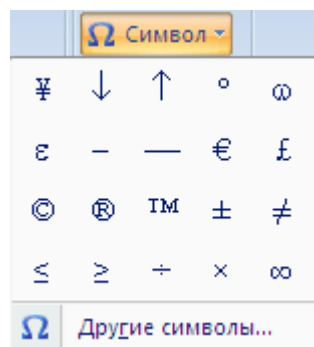 Ω Символ
¥ ↓ ↑ ° ω
ε – — € £
© ® ™ ± ≠
≤ ≥ ÷ × ∞
Ω Другие символы...